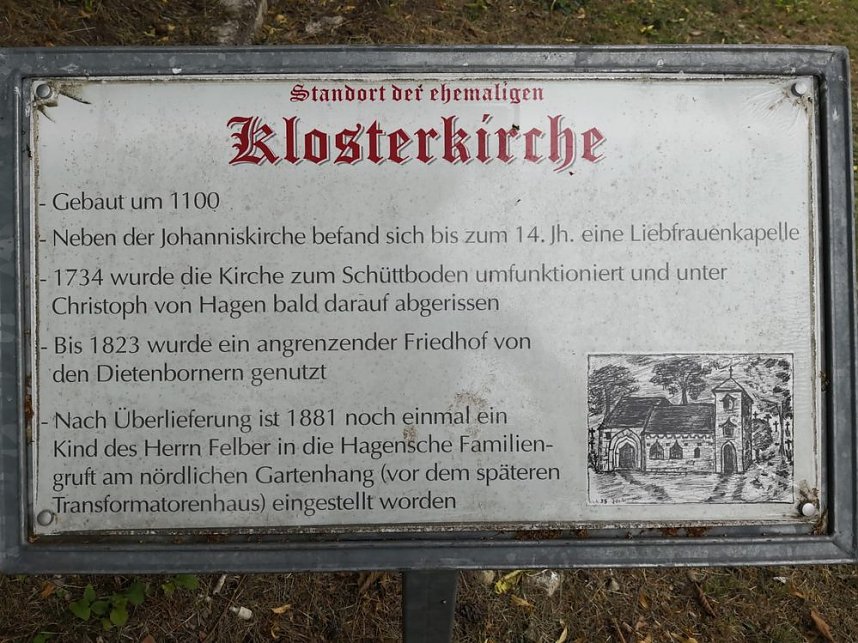 Standort der ehemaligen
Klosterkirche
- Gebaut um 1100
- Neben der Johanniskirche befand sich bis zum 14. Jh. eine Liebfrauenkapelle
- 1734 wurde die Kirche zum Schüttboden umfunktioniert und unter
Christoph von Hagen bald darauf abgerissen
- Bis 1823 wurde ein angrenzender Friedhof von
den Dietenbornern genutzt
- Nach Überlieferung ist 1881 noch einmal ein
Kind des Herrn Felber in die Hagensche Familien-
gruft am nördlichen Gartenhang (vor dem späteren
Transformatorenhaus) eingestellt worden